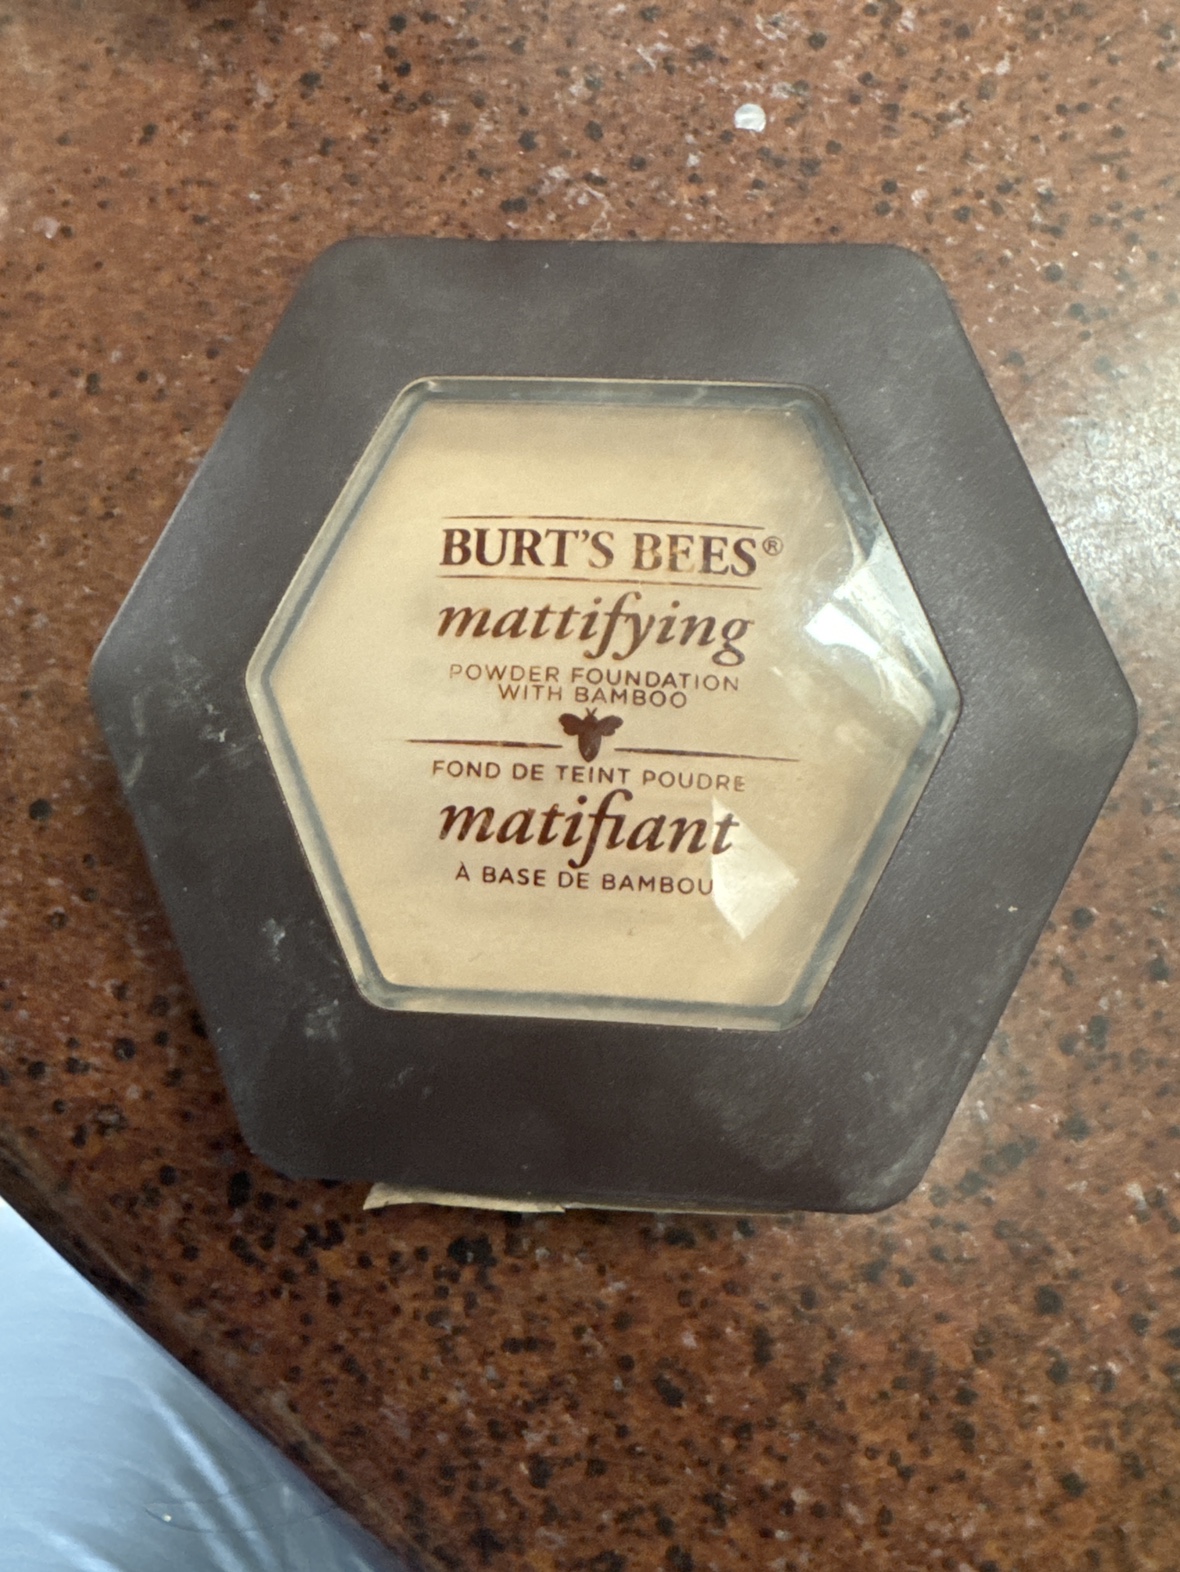 BURT'S BEES®
mattifying
POWDER FOUNDATION
WITH BAMBOO
FOND DE TEINT POUDRE
matifiant
À BASE DE BAMBOU